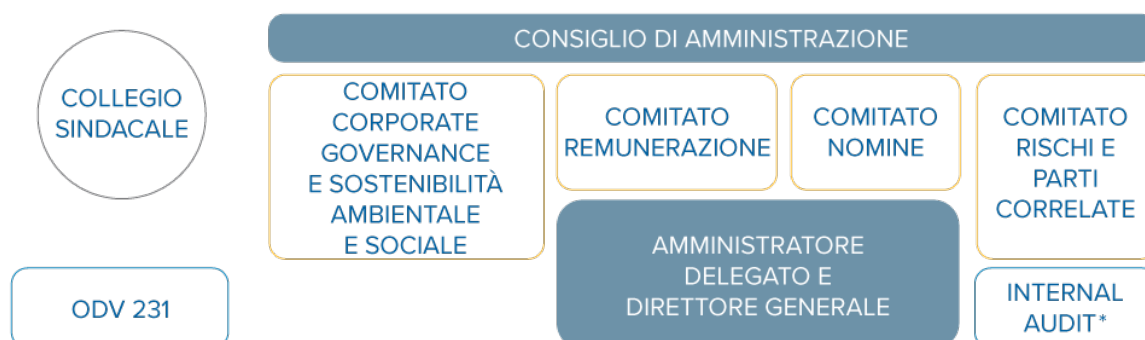 CONSIGLIO DI AMMINISTRAZIONE
COLLEGIO
SINDACALE
COMITATO
CORPORATE
GOVERNANCE
E SOSTENIBILITÀ
AMBIENTALE
E SOCIALE
COMITATO
REMUNERAZIONE
COMITATO
NOMINE
COMITATO
RISCHI E
PARTI
CORRELATE
AMMINISTRATORE
DELEGATO E
DIRETTORE GENERALE
ODV 231
INTERNAL
AUDIT*